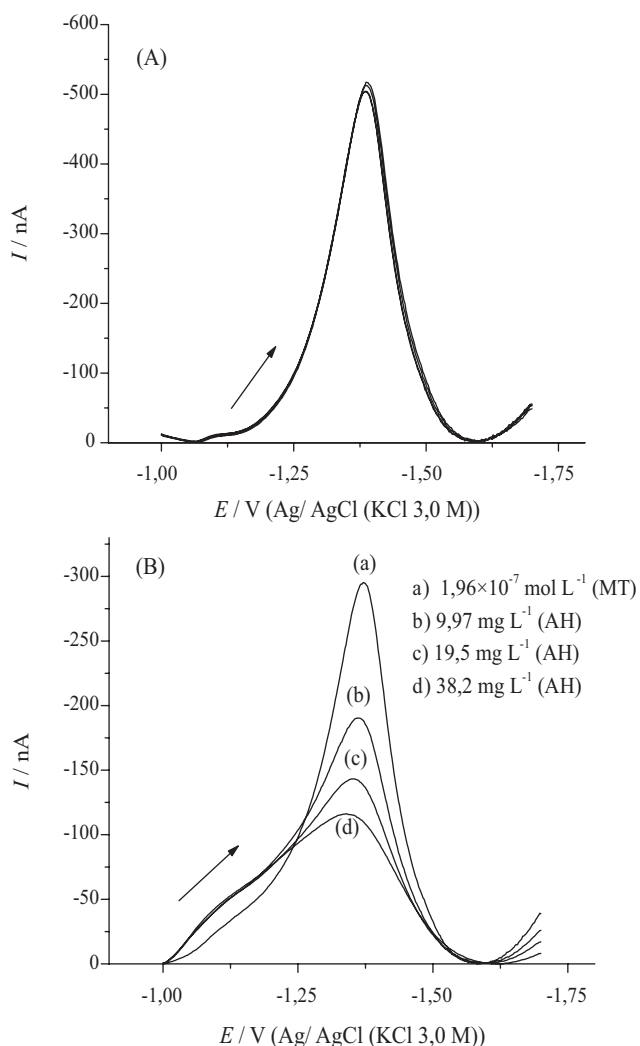 -600
-500
-400
-300
-200
-100
0
(A)
I / nA
-1,00
-1,25
-1,50
-1,75
E / V (Ag/ AgCl (KCl 3,0 M))
-300
-250
-200
-150
-100
-50
0
(B)
(a)
(b)
(c)
(d)
a) 1,96×10⁻⁷ mol L⁻¹ (MT)
b) 9,97 mg L⁻¹ (AH)
c) 19,5 mg L⁻¹ (AH)
d) 38,2 mg L⁻¹ (AH)
I / nA
-1,00
-1,25
-1,50
-1,75
E / V (Ag/ AgCl (KCl 3,0 M))